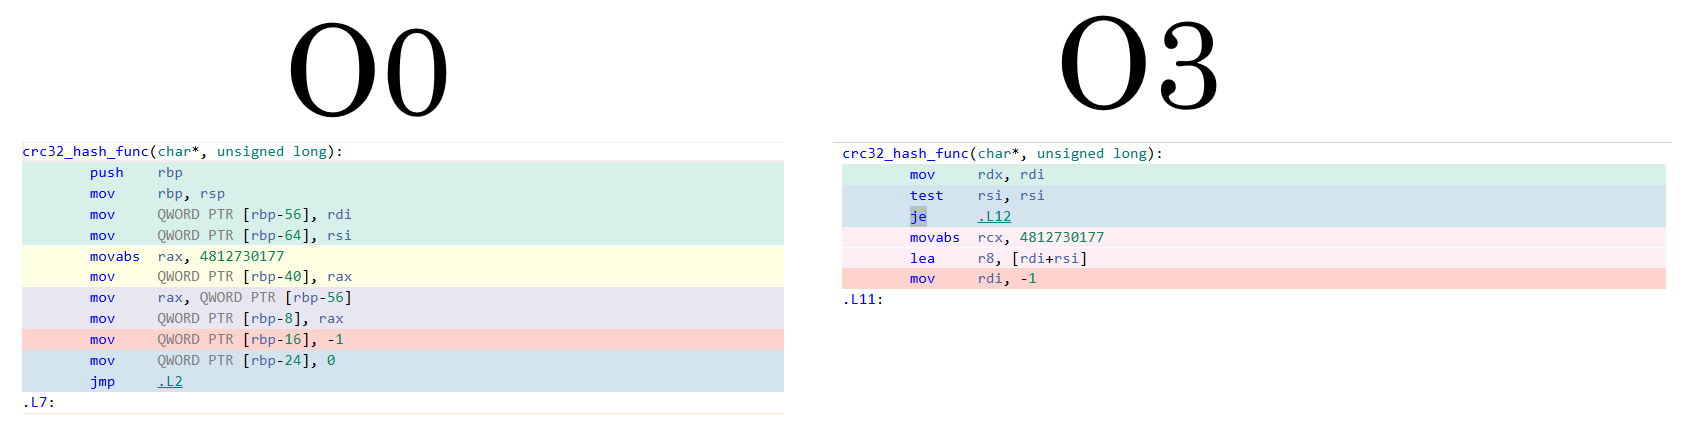 O0
crc32_hash_func(char*, unsigned long):
push rbp
mov rbp, rsp
mov QWORD PTR [rbp-56], rdi
mov QWORD PTR [rbp-64], rsi
movabs rax, 4812730177
mov QWORD PTR [rbp-40], rax
mov rax, QWORD PTR [rbp-56]
mov QWORD PTR [rbp-8], rax
mov QWORD PTR [rbp-16], -1
mov QWORD PTR [rbp-24], 0
jmp .L2
.L7:
O3
crc32_hash_func(char*, unsigned long):
mov rdx, rdi
test rsi, rsi
je .L12
movabs rcx, 4812730177
lea r8, [rdi+rsi]
mov rdi, -1
.L11: